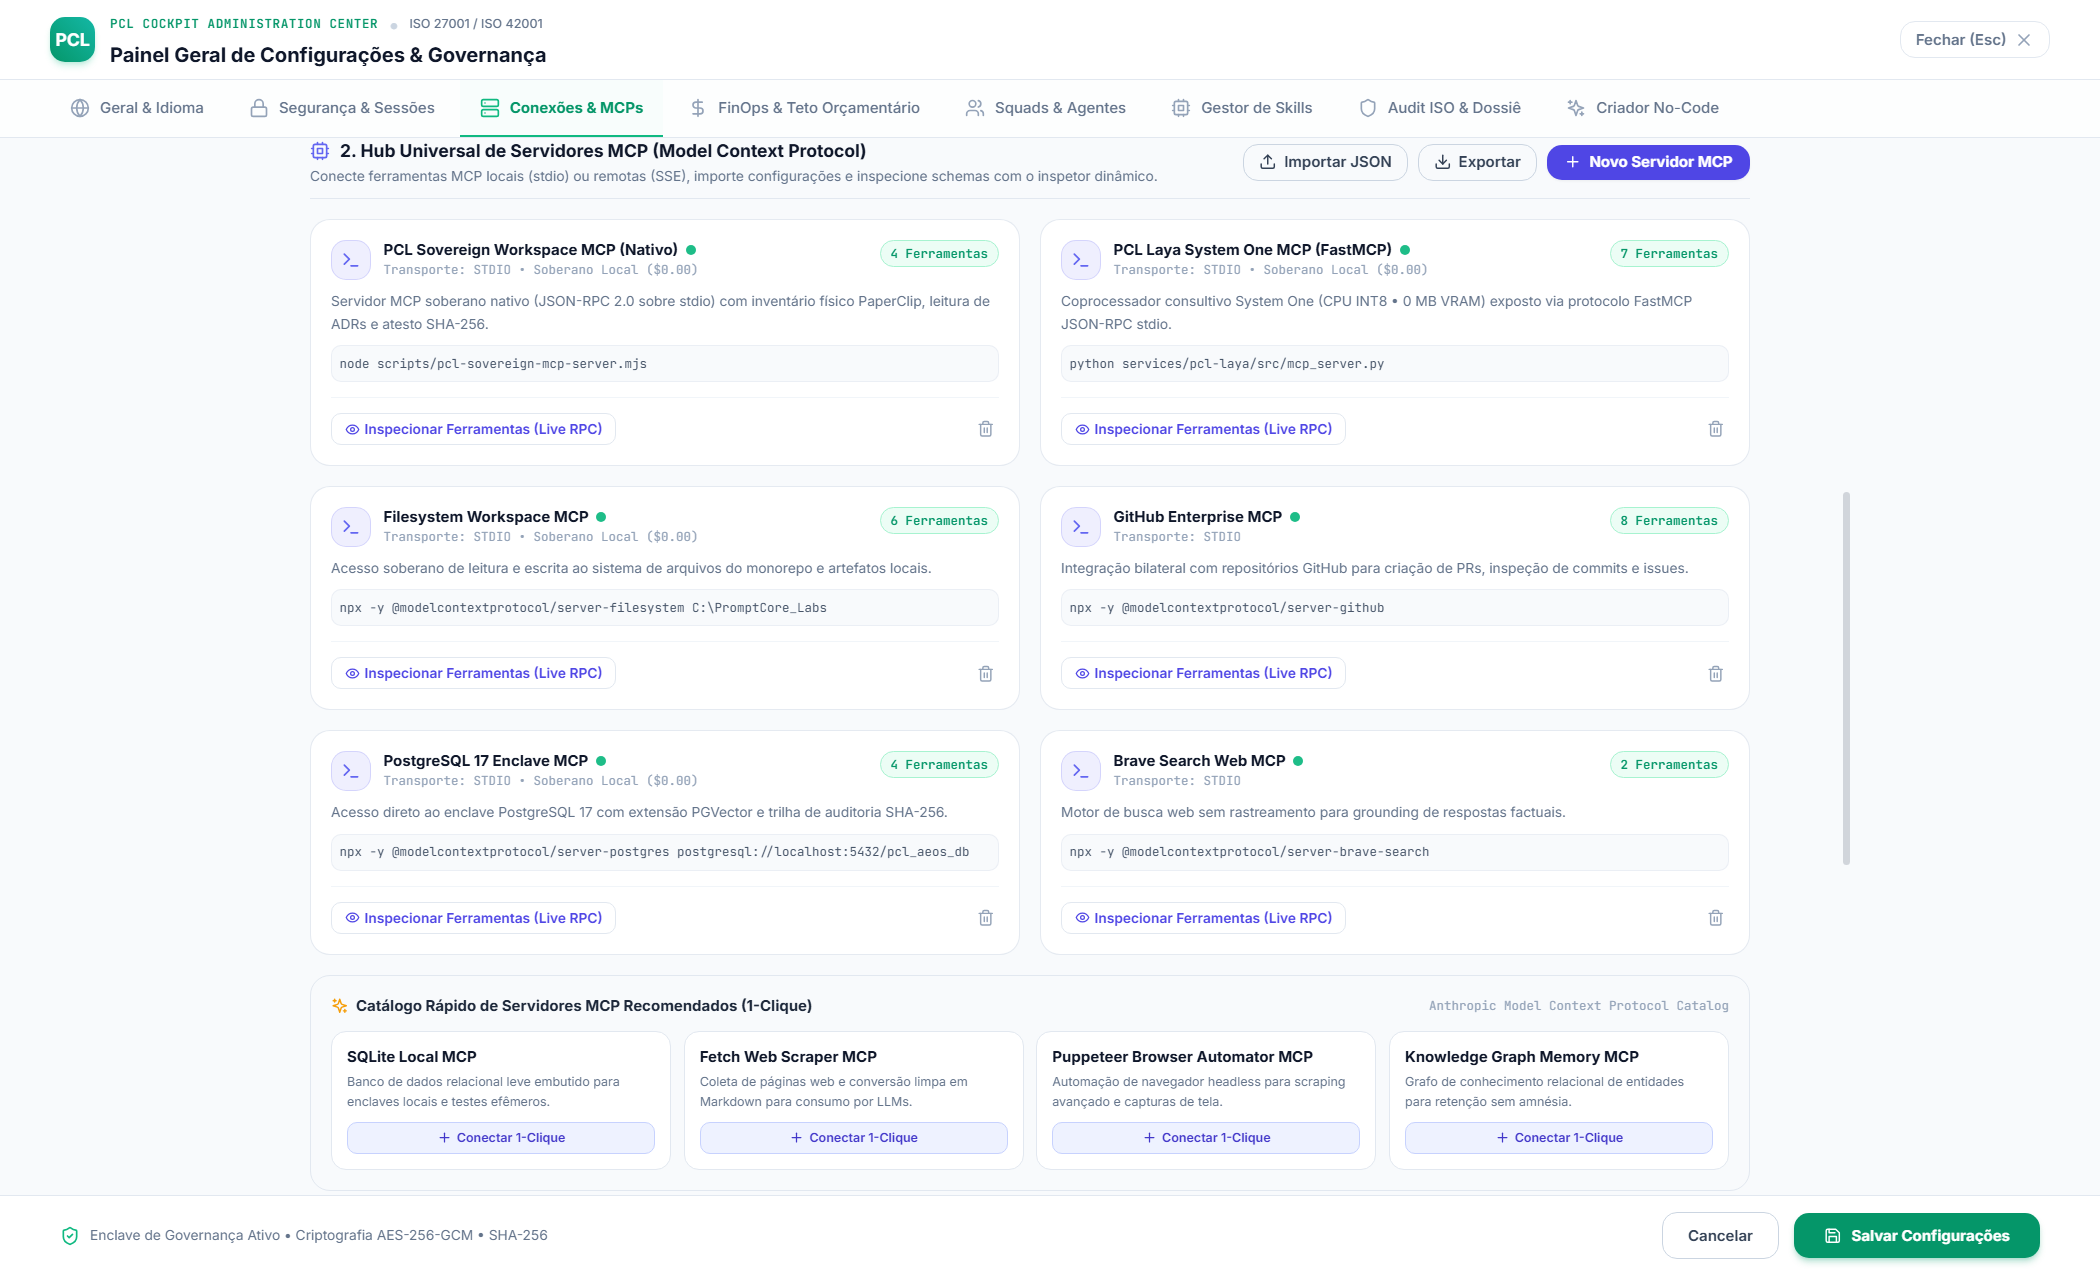 PCL
PCL COCKPIT ADMINISTRATION CENTER ● ISO 27001 / ISO 42001
Painel Geral de Configurações & Governança
Fechar (Esc) ×
Geral & Idioma
Segurança & Sessões
Conexões & MCPs
FinOps & Teto Orçamentário
Squads & Agentes
Gestor de Skills
Audit ISO & Dossiê
Criador No-Code
2. Hub Universal de Servidores MCP (Model Context Protocol)
Conecte ferramentas MCP locais (stdio) ou remotas (SSE), importe configurações e inspecione schemas com o inspetor dinâmico.
Importar JSON
Exportar
+ Novo Servidor MCP
PCL Sovereign Workspace MCP (Nativo)
4 Ferramentas
Transporte: STDIO • Soberano Local ($0.00)
Servidor MCP soberano nativo (JSON-RPC 2.0 sobre stdio) com inventário físico PaperClip, leitura de
ADRs e atesto SHA-256.
node scripts/pcl-sovereign-mcp-server.mjs
Inspecionar Ferramentas (Live RPC)
PCL Laya System One MCP (FastMCP)
7 Ferramentas
Transporte: STDIO • Soberano Local ($0.00)
Coprocessador consultivo System One (CPU INT8 • 0 MB VRAM) exposto via protocolo FastMCP
JSON-RPC stdio.
python services/pcl-laya/src/mcp_server.py
Inspecionar Ferramentas (Live RPC)
Filesystem Workspace MCP
6 Ferramentas
Transporte: STDIO • Soberano Local ($0.00)
Acesso soberano de leitura e escrita ao sistema de arquivos do monorepo e artefatos locais.
npx -y @modelcontextprotocol/server-filesystem C:\PromptCore_Labs
Inspecionar Ferramentas (Live RPC)
GitHub Enterprise MCP
8 Ferramentas
Transporte: STDIO
Integração bilateral com repositórios GitHub para criação de PRs, inspeção de commits e issues.
npx -y @modelcontextprotocol/server-github
Inspecionar Ferramentas (Live RPC)
PostgreSQL 17 Enclave MCP
4 Ferramentas
Transporte: STDIO • Soberano Local ($0.00)
Acesso direto ao enclave PostgreSQL 17 com extensão PGVector e trilha de auditoria SHA-256.
npx -y @modelcontextprotocol/server-postgres postgresql://localhost:5432/pcl_aeos_db
Inspecionar Ferramentas (Live RPC)
Brave Search Web MCP
2 Ferramentas
Transporte: STDIO
Motor de busca web sem rastreamento para grounding de respostas factuais.
npx -y @modelcontextprotocol/server-brave-search
Inspecionar Ferramentas (Live RPC)
Catálogo Rápido de Servidores MCP Recomendados (1-Clique)
Anthropic Model Context Protocol Catalog
SQLite Local MCP
Banco de dados relacional leve embutido para
enclaves locais e testes efêmeros.
+ Conectar 1-Clique
Fetch Web Scraper MCP
Coleta de páginas web e conversão limpa em
Markdown para consumo por LLMs.
+ Conectar 1-Clique
Puppeteer Browser Automator MCP
Automação de navegador headless para scraping
avançado e capturas de tela.
+ Conectar 1-Clique
Knowledge Graph Memory MCP
Grafo de conhecimento relacional de entidades
para retenção sem amnésia.
+ Conectar 1-Clique
Enclave de Governança Ativo • Criptografia AES-256-GCM • SHA-256
Cancelar
Salvar Configurações